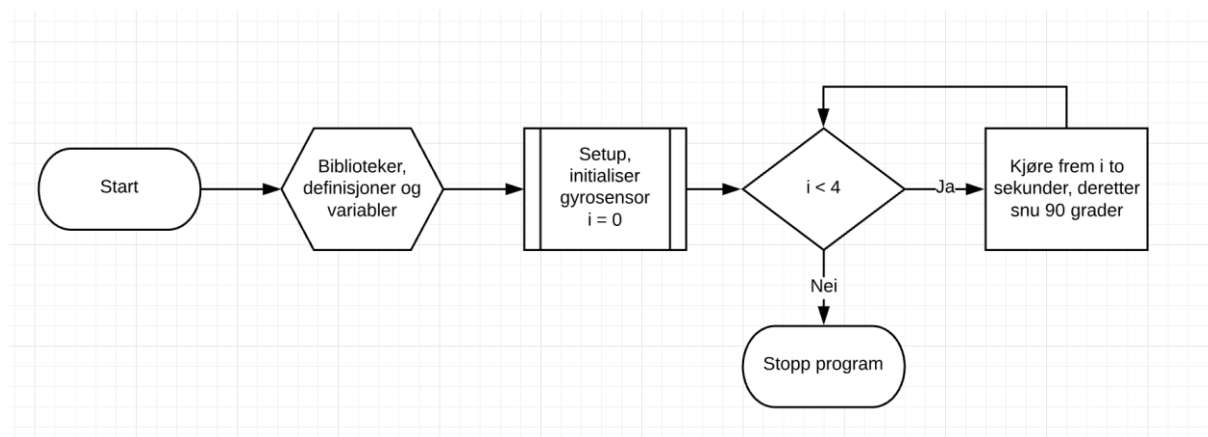 Start
Biblioteker,
definisjoner og
variabler
Setup,
initialiser
gyrosensor
i = 0
i < 4
Ja
Kjøre frem i to
sekunder, deretter
snu 90 grader
Nei
Stopp program